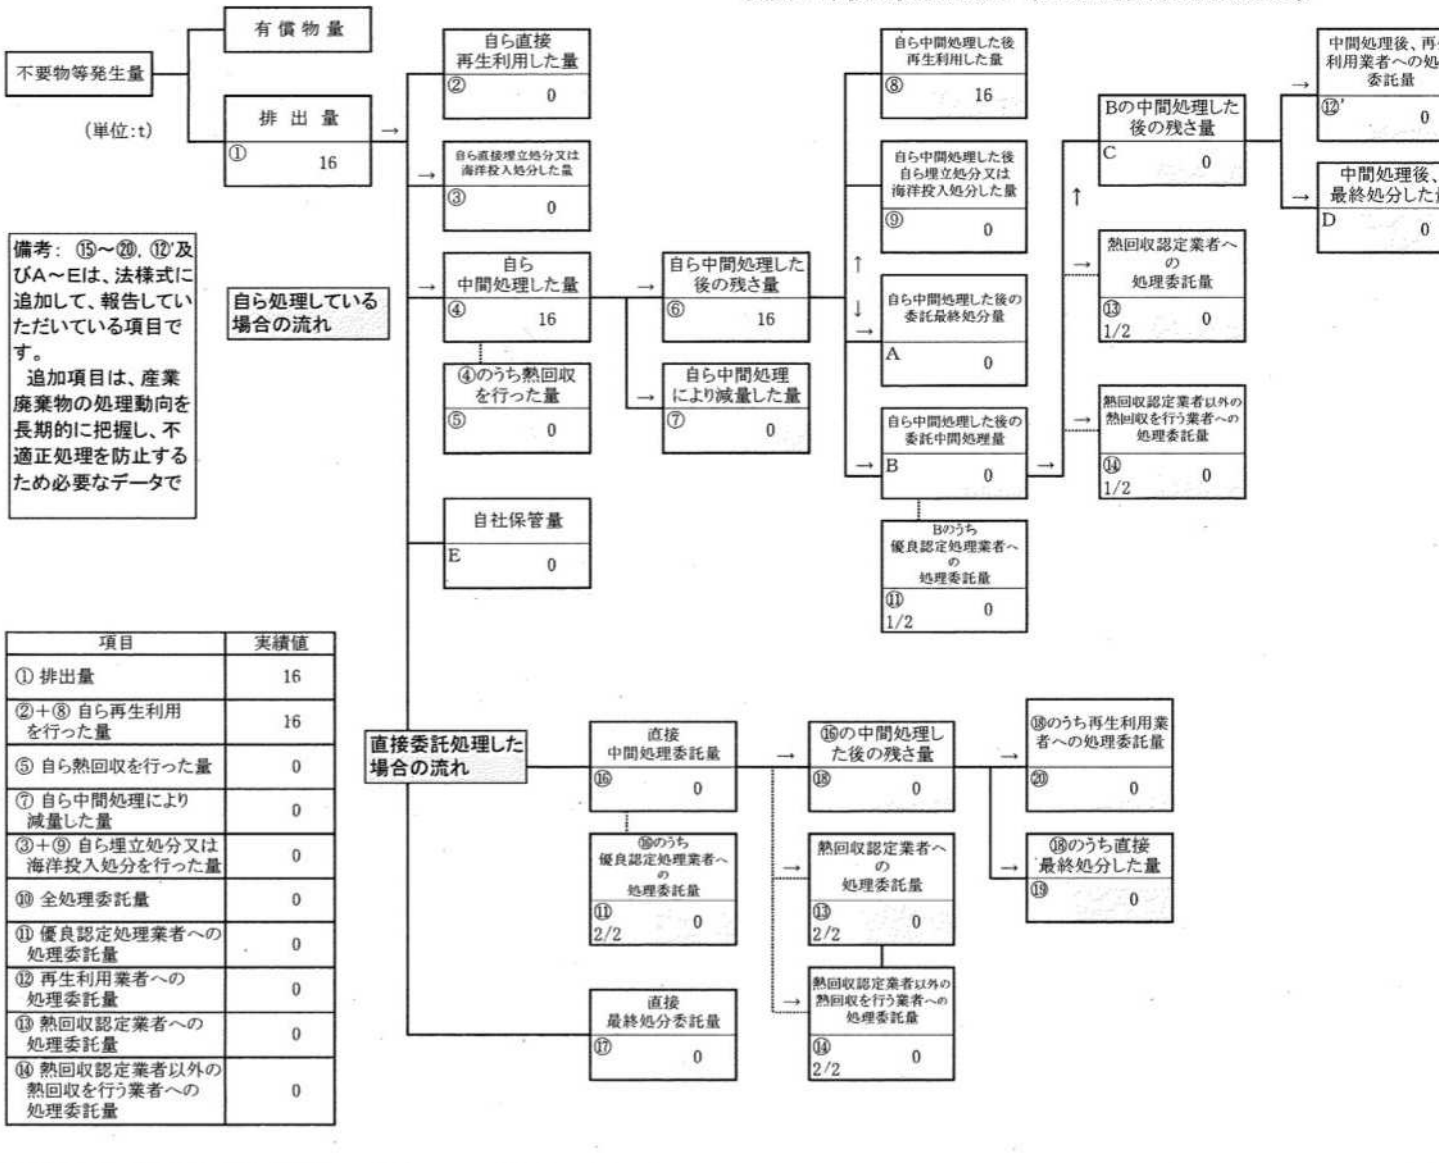 有償物量
不要物等発生量
(単位:t)
排出量
① 16
自ら直接
再生利用した量
② 0
自ら直接埋立処分又は
海洋投入処分した量
③ 0
自ら
中間処理した量
④ 16
④のうち熱回収
を行った量
⑤ 0
自ら中間処理した
後の残さ量
⑥ 16
自ら中間処理
により減量した量
⑦ 0
自ら中間処理した後
再生利用した量
⑧ 16
自ら中間処理した後
自ら埋立処分又は
海洋投入処分した量
⑨ 0
自ら中間処理した後の
委託最終処分量
A 0
自ら中間処理した後の
委託中間処理量
B 0
Bのうち
優良認定処理業者へ
の
処理委託量
⑪ 0
1/2
Bの中間処理した
後の残さ量
C 0
熱回収認定業者へ
の
処理委託量
⑬ 0
1/2
熱回収認定業者以外の
熱回収を行う業者への
処理委託量
⑭ 0
1/2
中間処理後、再
利用業者への処
委託量
⑫' 0
中間処理後、
最終処分した
D 0
備考: ⑮~⑳, ⑫'及
びA~Eは、法様式に
追加して、報告してい
ただいている項目で
す。
追加項目は、産業
廃棄物の処理動向を
長期的に把握し、不
適正処理を防止する
ため必要なデータで
自ら処理している
場合の流れ
自社保管量
E 0
項目 実績値
① 排出量 16
②+⑧ 自ら再生利用
を行った量 16
⑤ 自ら熱回収を行った量 0
⑦ 自ら中間処理により
減量した量 0
③+⑨ 自ら埋立処分又は
海洋投入処分を行った量 0
⑩ 全処理委託量 0
⑪ 優良認定処理業者への
処理委託量 0
⑫ 再生利用業者への
処理委託量 0
⑬ 熱回収認定業者への
処理委託量 0
⑭ 熱回収認定業者以外の
熱回収を行う業者への
処理委託量 0
直接委託処理した
場合の流れ
直接
中間処理委託量
⑯ 0
⑯のうち
優良認定処理業者へ
の
処理委託量
⑪ 0
2/2
直接
最終処分委託量
⑰ 0
⑯の中間処理し
た後の残さ量
⑱ 0
熱回収認定業者へ
の
処理委託量
⑬ 0
2/2
熱回収認定業者以外の
熱回収を行う業者への
処理委託量
⑭ 0
2/2
⑱のうち再生利用業
者への処理委託量
⑳ 0
⑱のうち直接
最終処分した量
⑲ 0